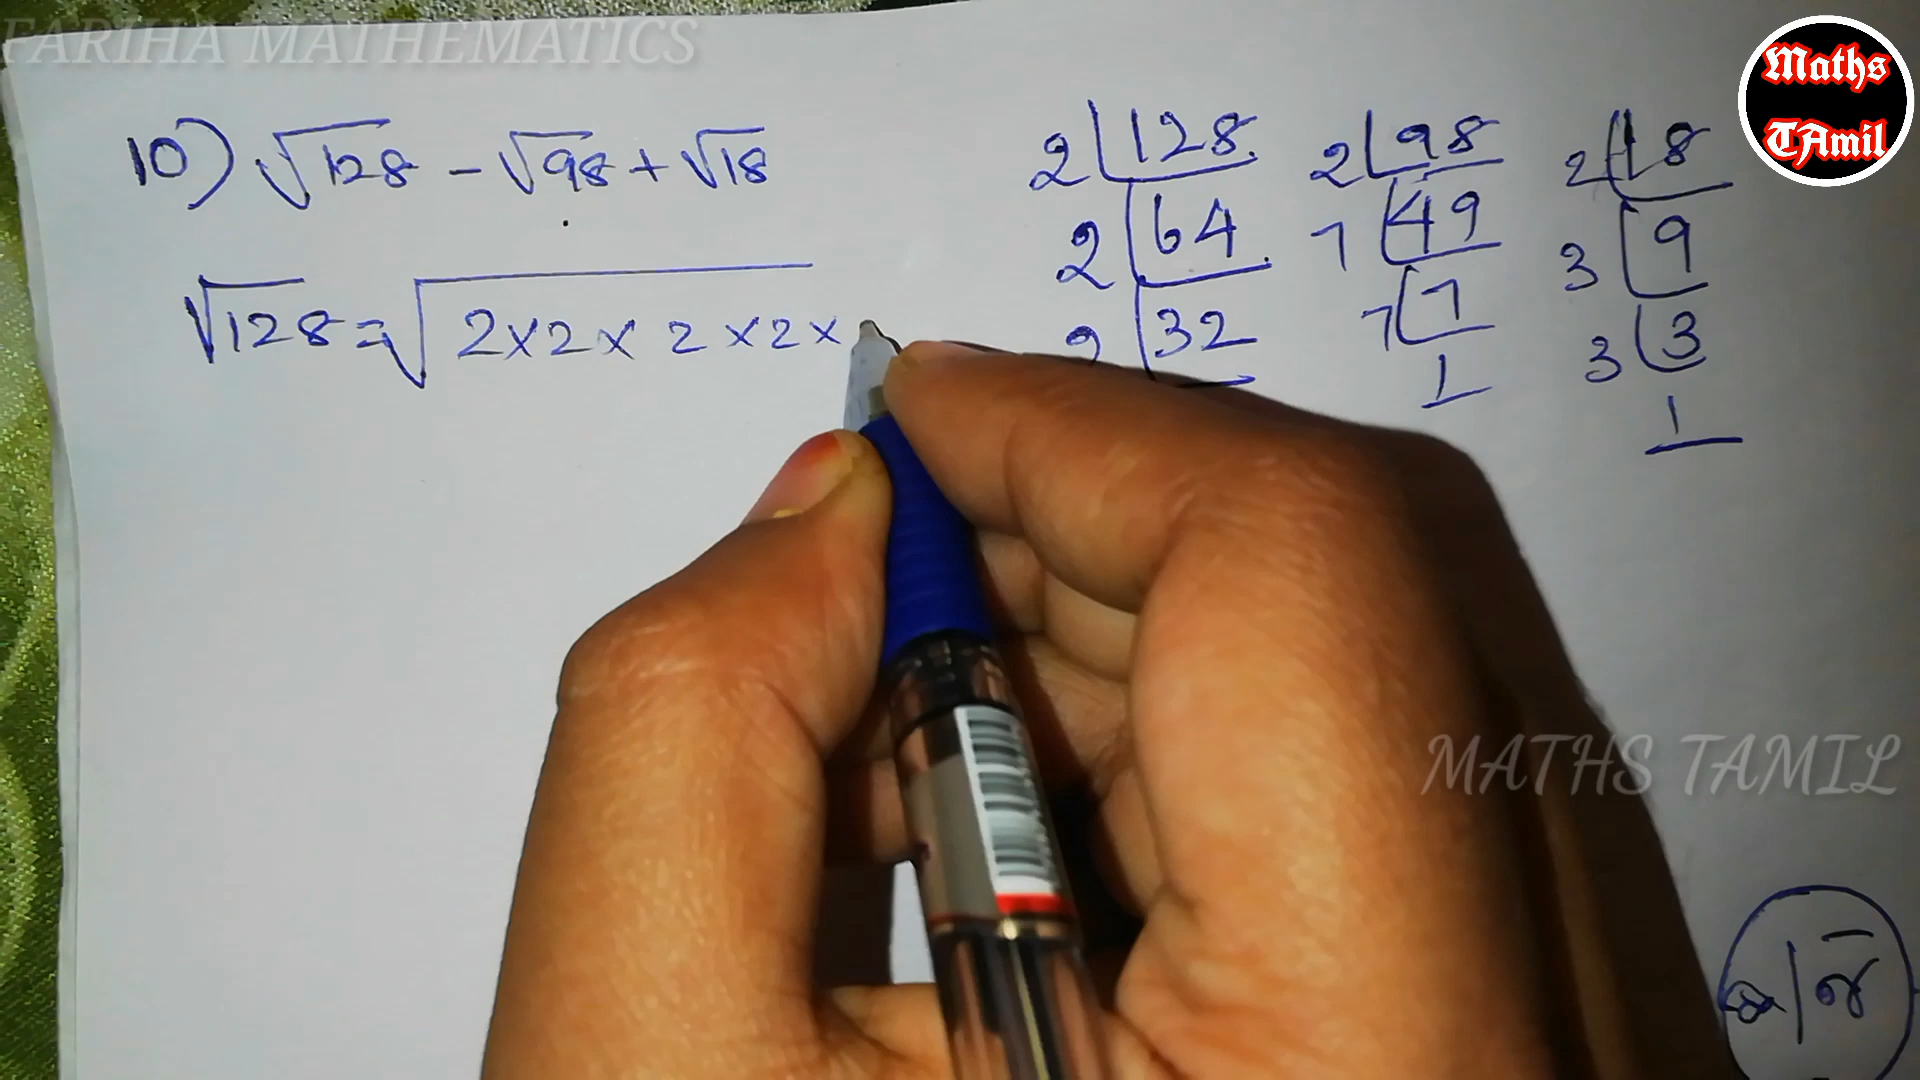 FARIHA MATHEMATICS
Maths
TAmil
10) √128 - √98 + √18
√128 = √2×2×2×2×
2 128
2 64
2 32
2 98
7 49
7 7
1
2 18
3 9
3 3
1
MATHS TAMIL